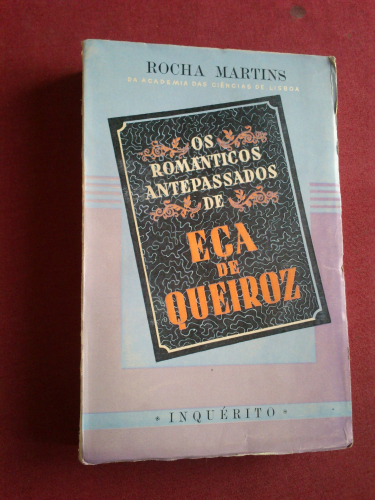 ROCHA MARTINS
DA ACADEMIA DAS CIÊNCIAS DE LISBOA
OS
ROMÂNTICOS
ANTEPASSADOS
DE
EÇA
DE
QUEIROZ
* INQUÉRITO *